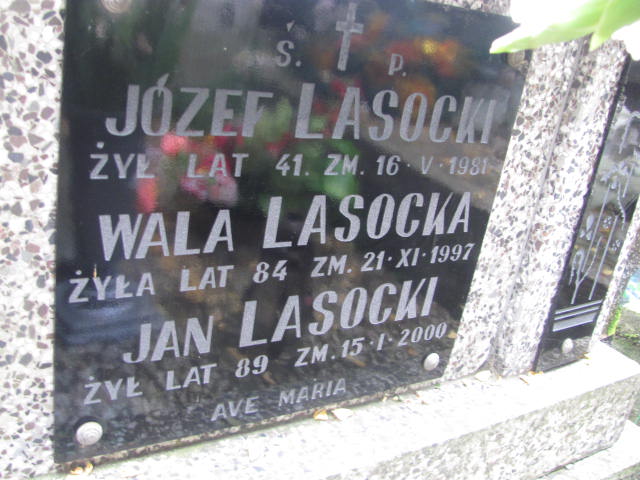 Ś. P.
JÓZEF LASOCKI
ŻYŁ LAT 41. ZM. 16·V·1981
WALA LASOCKA
ŻYŁA LAT 84 ZM. 21·XI·1997
JAN LASOCKI
ŻYŁ LAT 89 ZM. 15·I·2000
AVE MARIA